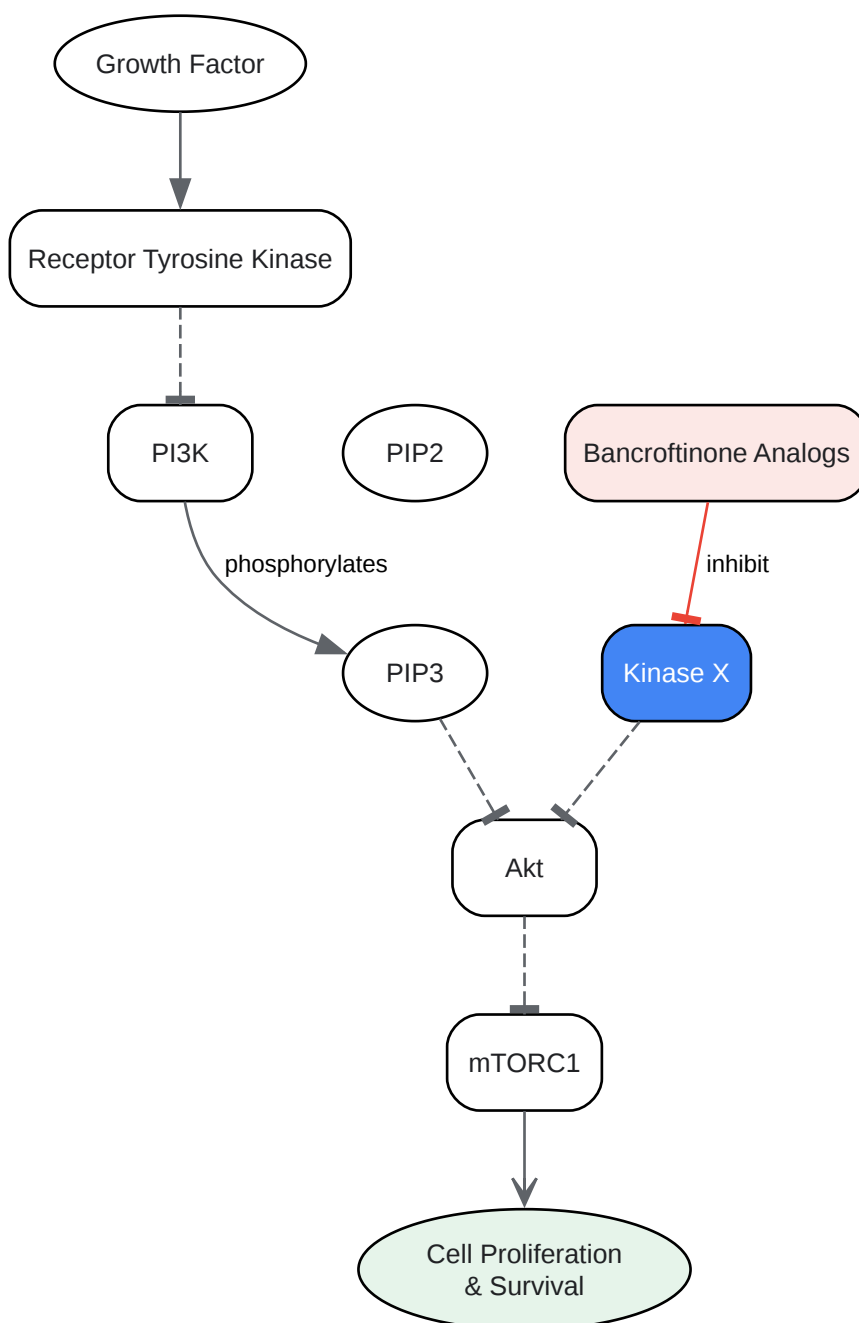 Growth Factor
Receptor Tyrosine Kinase
PI3K
PIP2
Bancroftinone Analogs
phosphorylates
inhibit
PIP3
Kinase X
Akt
mTORC1
Cell Proliferation
& Survival